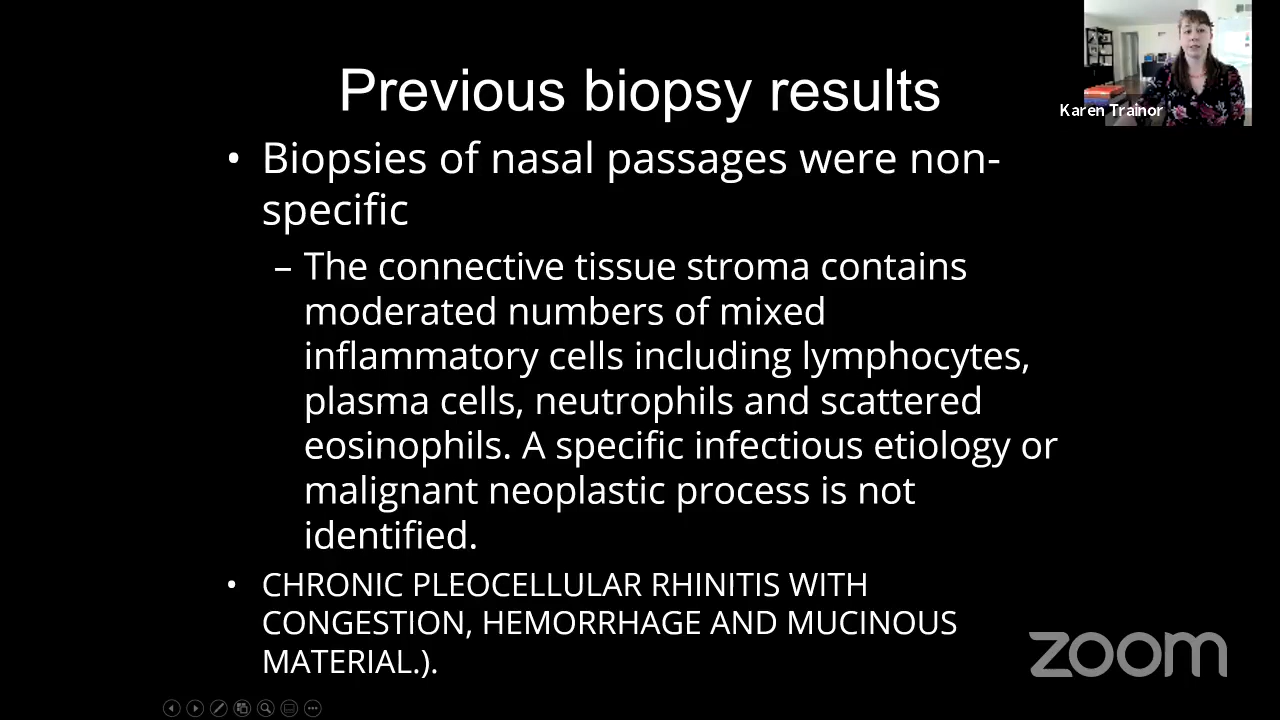 Previous biopsy results
Karen Trainor
• Biopsies of nasal passages were non-
specific
– The connective tissue stroma contains
moderated numbers of mixed
inflammatory cells including lymphocytes,
plasma cells, neutrophils and scattered
eosinophils. A specific infectious etiology or
malignant neoplastic process is not
identified.
• CHRONIC PLEOCELLULAR RHINITIS WITH
CONGESTION, HEMORRHAGE AND MUCINOUS
MATERIAL.).
zoom